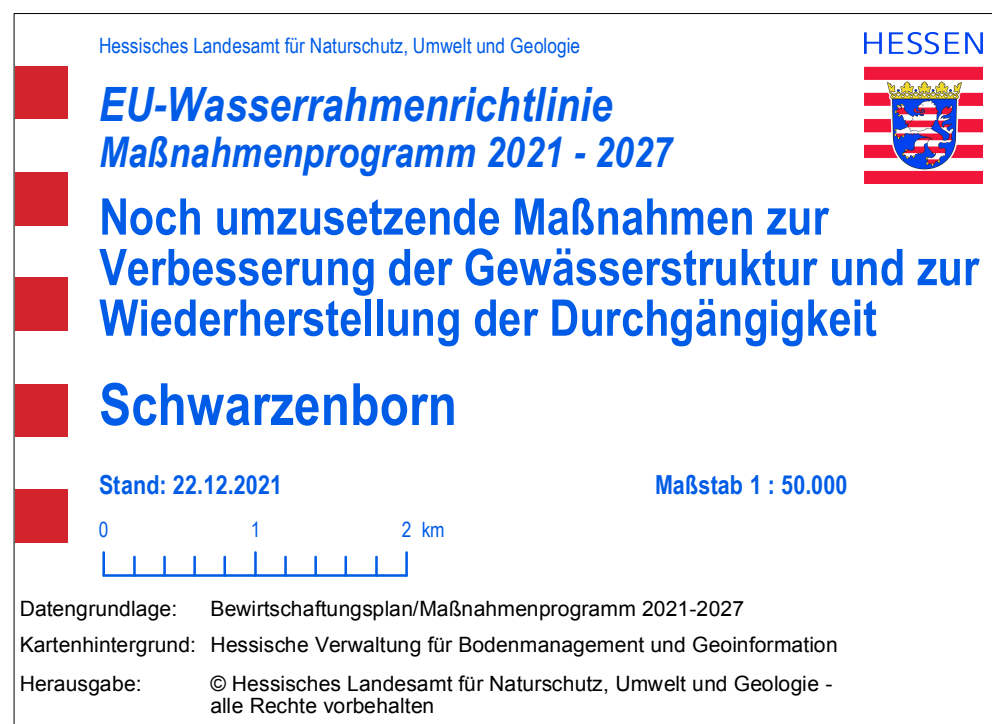 Hessisches Landesamt für Naturschutz, Umwelt und Geologie
HESSEN
EU-Wasserrahmenrichtlinie
Maßnahmenprogramm 2021 - 2027
Noch umzusetzende Maßnahmen zur
Verbesserung der Gewässerstruktur und zur
Wiederherstellung der Durchgängigkeit
Schwarzenborn
Stand: 22.12.2021 Maßstab 1 : 50.000
0 1 2 km
Datengrundlage: Bewirtschaftungsplan/Maßnahmenprogramm 2021-2027
Kartenhintergrund: Hessische Verwaltung für Bodenmanagement und Geoinformation
Herausgabe: © Hessisches Landesamt für Naturschutz, Umwelt und Geologie -
alle Rechte vorbehalten